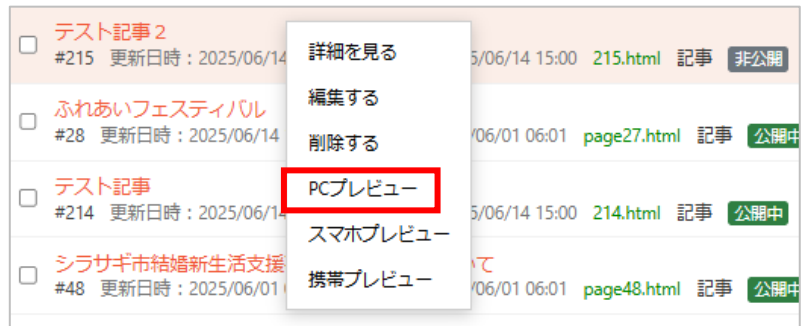 テスト記事２
#215 更新日時：2025/06/14 5/06/14 15:00 215.html 記事 非公開
ふれあいフェスティバル
#28 更新日時：2025/06/14 /06/01 06:01 page27.html 記事 公開中
テスト記事
#214 更新日時：2025/06/14 5/06/14 15:00 214.html 記事 公開中
シラサギ市結婚新生活支援 いて
#48 更新日時：2025/06/01 /06/01 06:01 page48.html 記事 公開中
詳細を見る
編集する
削除する
PCプレビュー
スマホプレビュー
携帯プレビュー